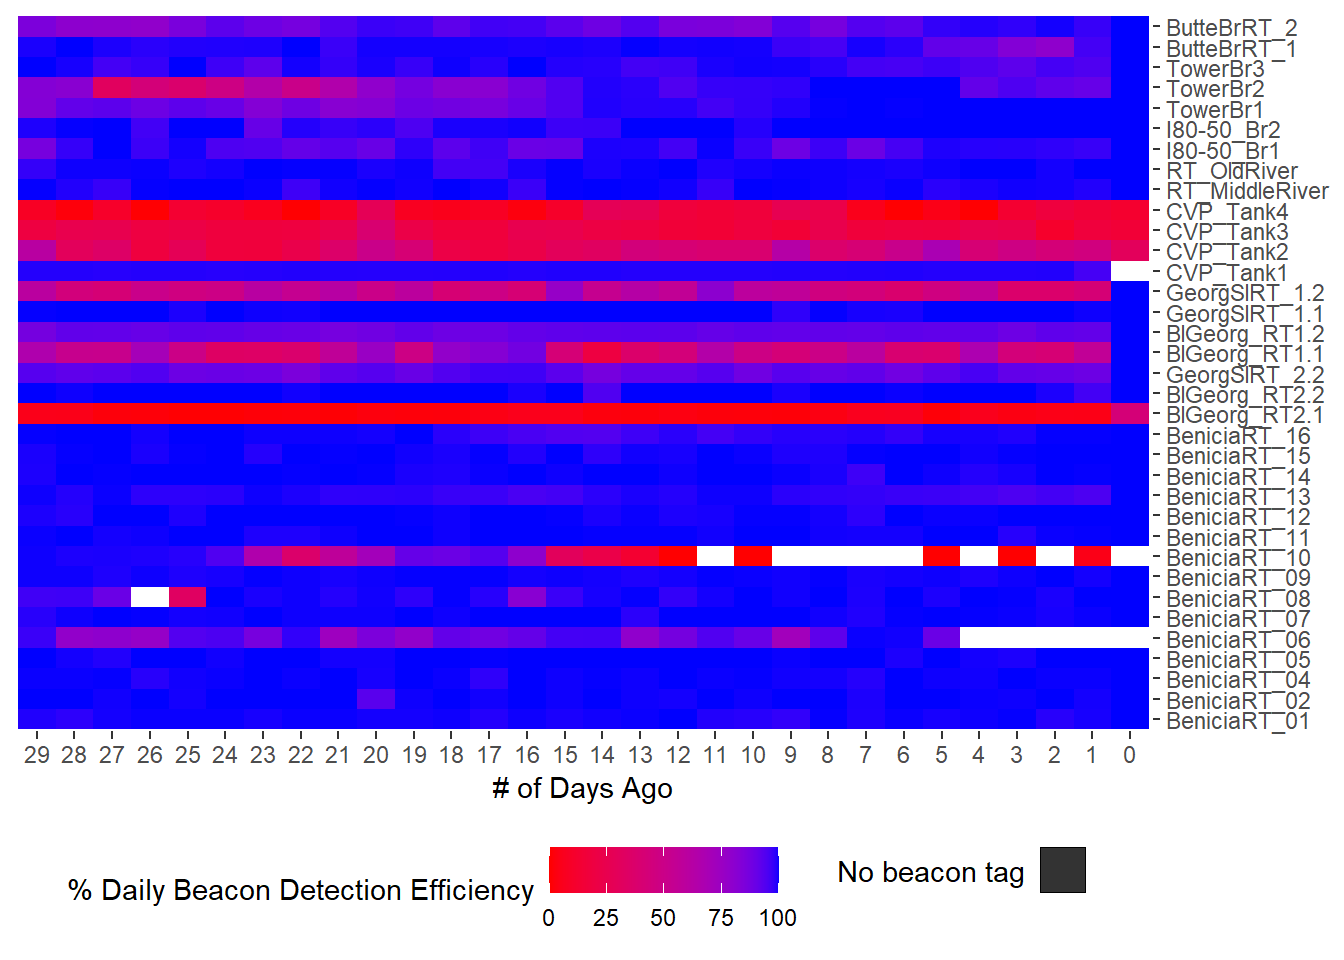 ButteBrRT_2
ButteBrRT_1
TowerBr3
TowerBr2
TowerBr1
I80-50_Br2
I80-50_Br1
RT_OldRiver
RT_MiddleRiver
CVP_Tank4
CVP_Tank3
CVP_Tank2
CVP_Tank1
GeorgSlRT_1.2
GeorgSlRT_1.1
BlGeorg_RT1.2
BlGeorg_RT1.1
GeorgSlRT_2.2
BlGeorg_RT2.2
BlGeorg_RT2.1
BeniciaRT_16
BeniciaRT_15
BeniciaRT_14
BeniciaRT_13
BeniciaRT_12
BeniciaRT_11
BeniciaRT_10
BeniciaRT_09
BeniciaRT_08
BeniciaRT_07
BeniciaRT_06
BeniciaRT_05
BeniciaRT_04
BeniciaRT_02
BeniciaRT_01
29 28 27 26 25 24 23 22 21 20 19 18 17 16 15 14 13 12 11 10 9 8 7 6 5 4 3 2 1 0
# of Days Ago
% Daily Beacon Detection Efficiency
0 25 50 75 100
No beacon tag